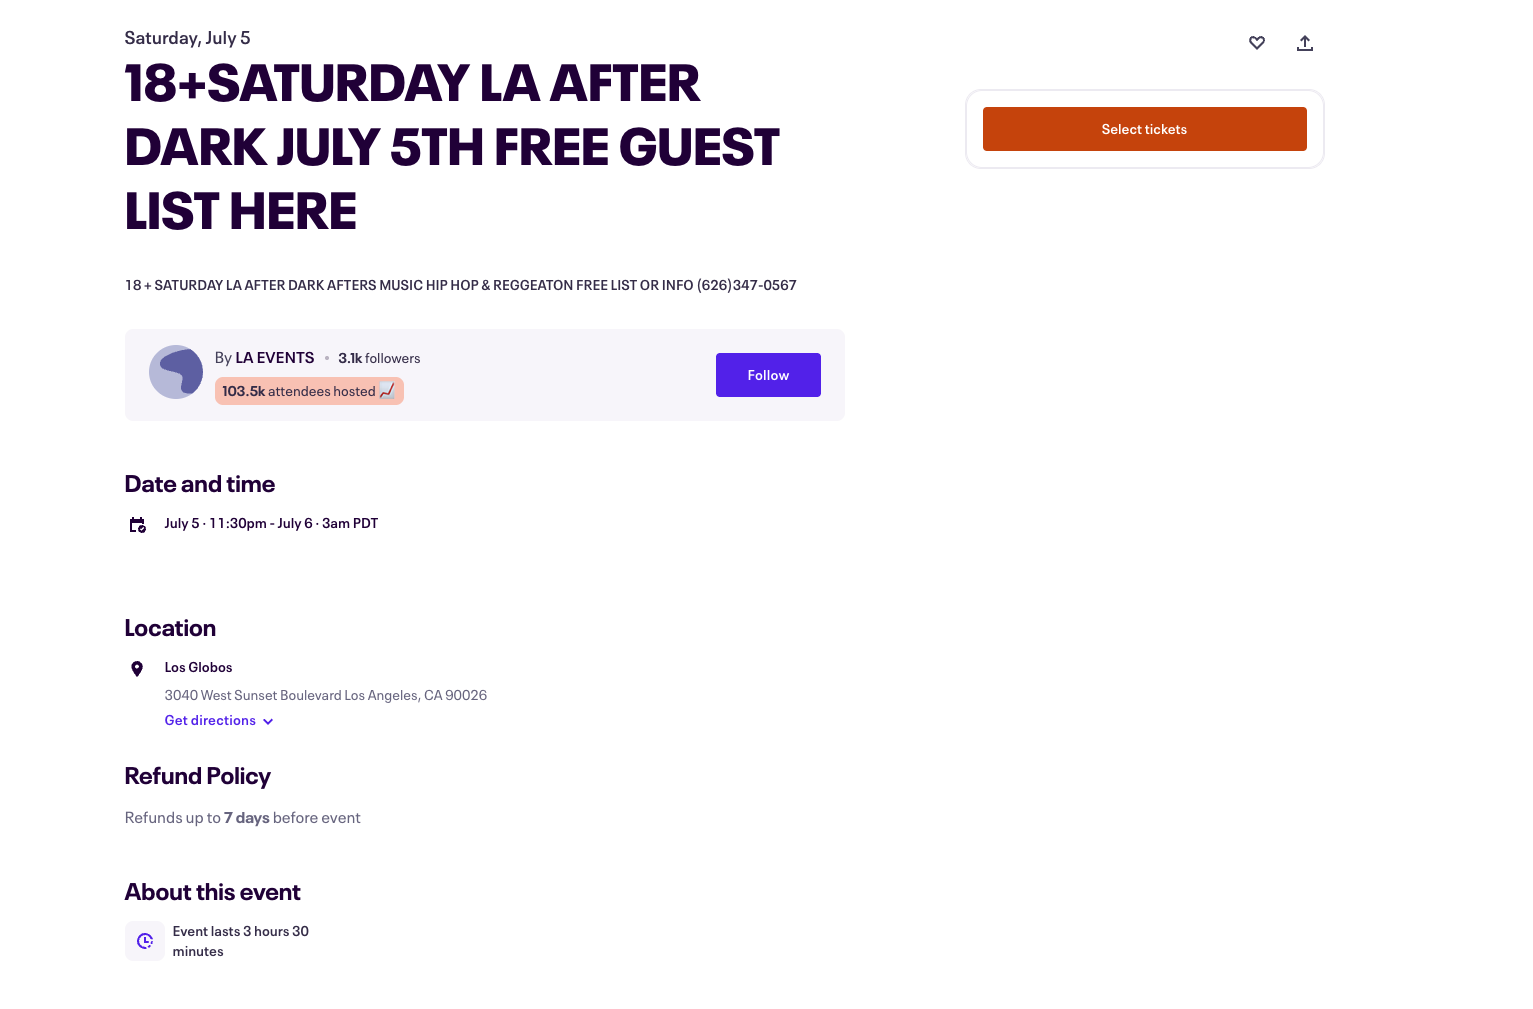 Saturday, July 5
18+SATURDAY LA AFTER
DARK JULY 5TH FREE GUEST
LIST HERE
Select tickets
18 + SATURDAY LA AFTER DARK AFTERS MUSIC HIP HOP & REGGEATON FREE LIST OR INFO (626)347-0567
By LA EVENTS • 3.1k followers
103.5k attendees hosted 📈
Follow
Date and time
July 5 · 11:30pm - July 6 · 3am PDT
Location
Los Globos
3040 West Sunset Boulevard Los Angeles, CA 90026
Get directions
Refund Policy
Refunds up to 7 days before event
About this event
Event lasts 3 hours 30
minutes